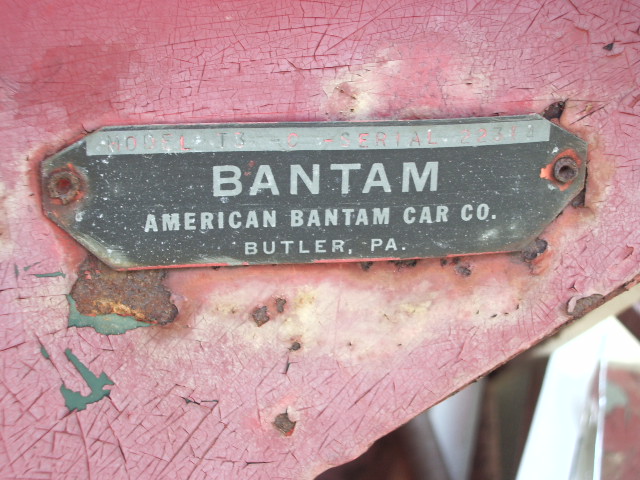 MODEL T3 -C -SERIAL
BANTAM
AMERICAN BANTAM CAR CO.
BUTLER, PA.